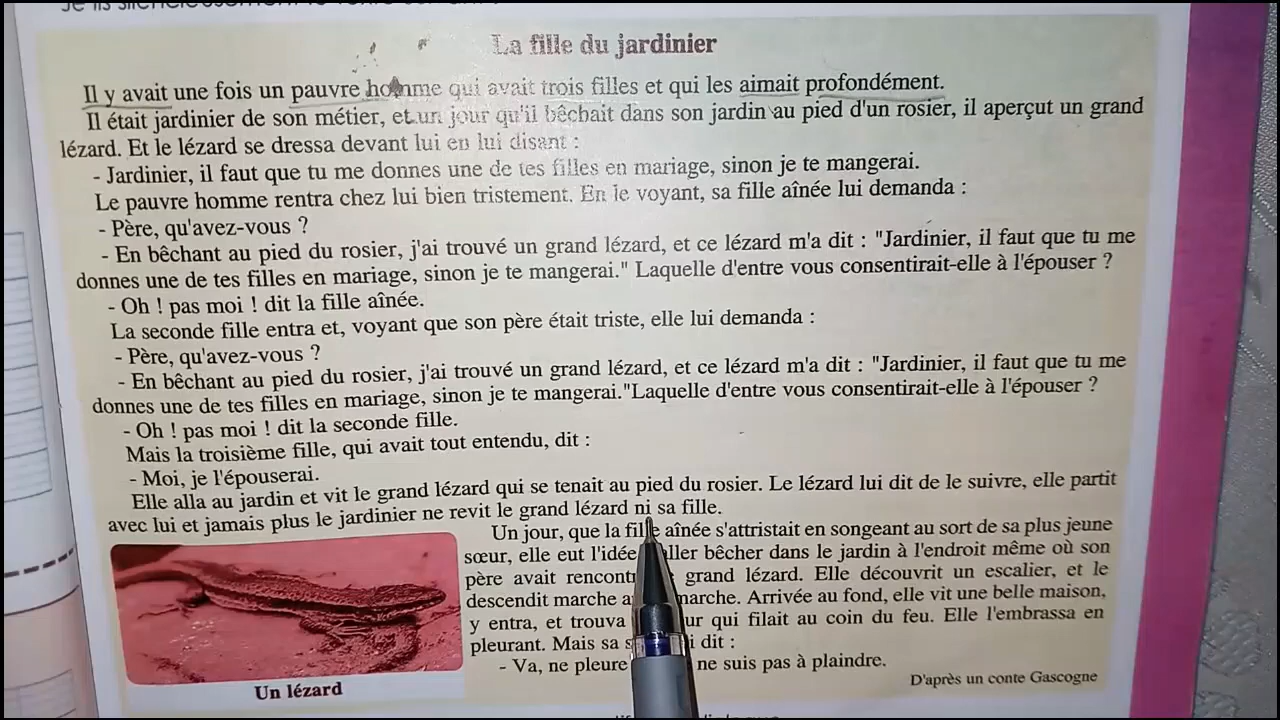 La fille du jardinier
Il y avait une fois un pauvre homme qui avait trois filles et qui les aimait profondément.
Il était jardinier de son métier, et un jour qu'il bêchait dans son jardin au pied d'un rosier, il aperçut un grand
lézard. Et le lézard se dressa devant lui en lui disant :
- Jardinier, il faut que tu me donnes une de tes filles en mariage, sinon je te mangerai.
Le pauvre homme rentra chez lui bien tristement. En le voyant, sa fille aînée lui demanda :
- Père, qu'avez-vous ?
- En bêchant au pied du rosier, j'ai trouvé un grand lézard, et ce lézard m'a dit : "Jardinier, il faut que tu me
donnes une de tes filles en mariage, sinon je te mangerai." Laquelle d'entre vous consentirait-elle à l'épouser ?
- Oh ! pas moi ! dit la fille aînée.
La seconde fille entra et, voyant que son père était triste, elle lui demanda :
- Père, qu'avez-vous ?
- En bêchant au pied du rosier, j'ai trouvé un grand lézard, et ce lézard m'a dit : "Jardinier, il faut que tu me
donnes une de tes filles en mariage, sinon je te mangerai."Laquelle d'entre vous consentirait-elle à l'épouser ?
- Oh ! pas moi ! dit la seconde fille.
Mais la troisième fille, qui avait tout entendu, dit :
- Moi, je l'épouserai.
Elle alla au jardin et vit le grand lézard qui se tenait au pied du rosier. Le lézard lui dit de le suivre, elle partit
avec lui et jamais plus le jardinier ne revit le grand lézard ni sa fille.
Un jour, que la fille aînée s'attristait en songeant au sort de sa plus jeune
sœur, elle eut l'idée bêcher dans le jardin à l'endroit même où son
père avait grand lézard. Elle découvrit un escalier, et le
descendit marche marche. Arrivée au fond, elle vit une belle maison,
y entra, et trouva qui filait au coin du feu. Elle l'embrassa en
pleurant. Mais sa dit :
- Va, ne pleure ne suis pas à plaindre.
D'après un conte Gascogne
Un lézard